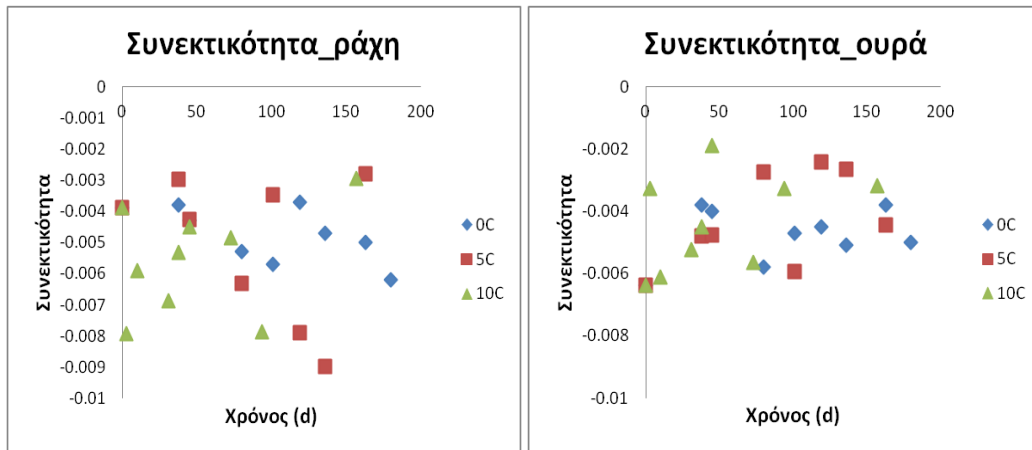 Συνεκτικότητα_ράχη
0
0 50 100 150 200
-0.001
-0.002
-0.003
-0.004
-0.005
-0.006
-0.007
-0.008
-0.009
-0.01
Συνεκτικότητα
Χρόνος (d)
0C
5C
10C
Συνεκτικότητα_ουρά
0
0 50 100 150 200
-0.002
-0.004
-0.006
-0.008
-0.01
Συνεκτικότητα
Χρόνος (d)
0C
5C
10C